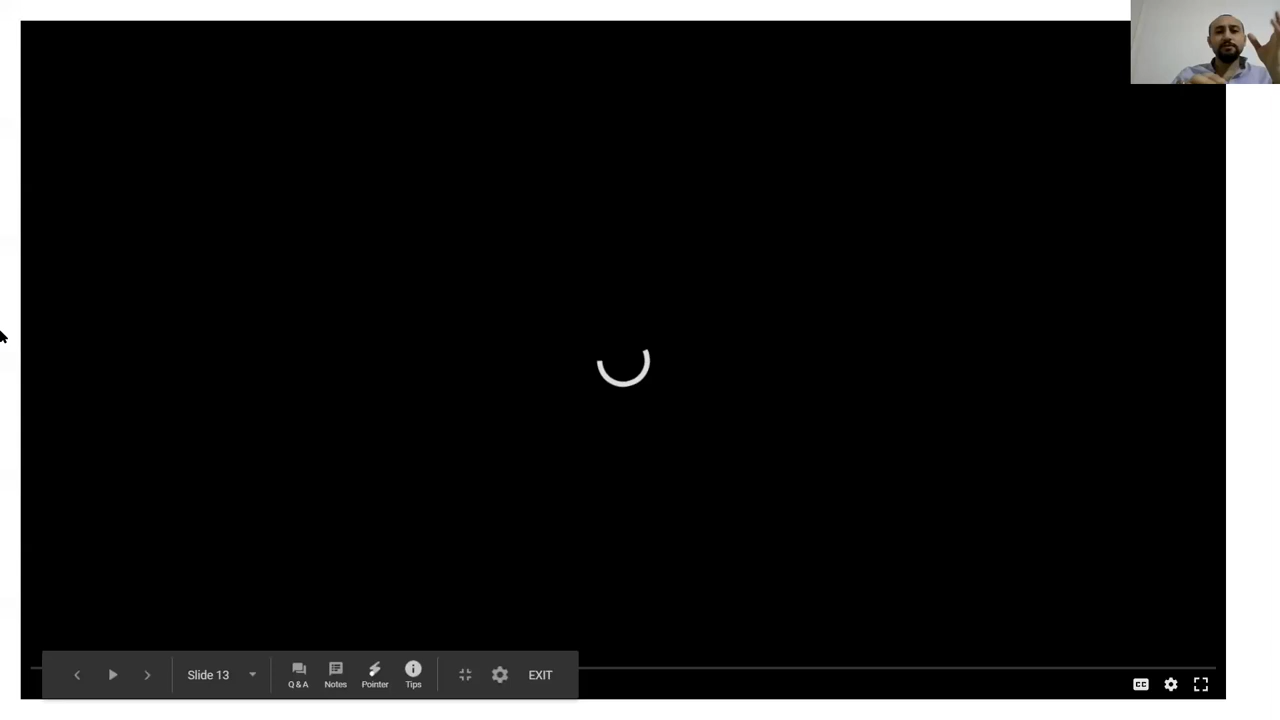 Slide 13
Q & A
Notes
Pointer
Tips
EXIT
CC